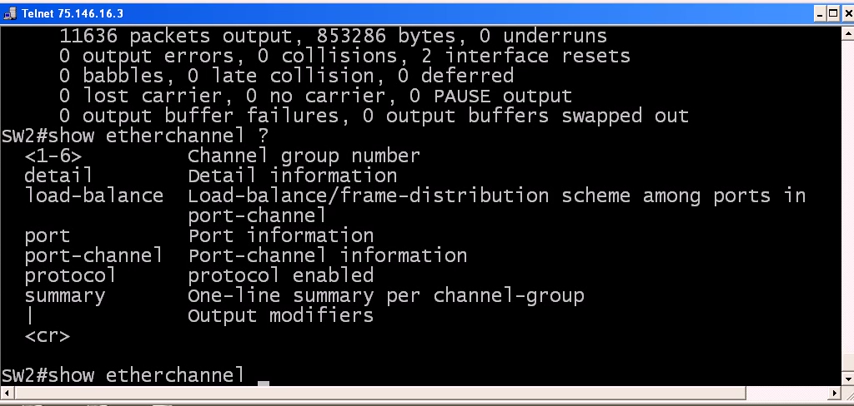 Telnet 75.146.16.3
11636 packets output, 853286 bytes, 0 underruns
0 output errors, 0 collisions, 2 interface resets
0 babbles, 0 late collision, 0 deferred
0 lost carrier, 0 no carrier, 0 PAUSE output
0 output buffer failures, 0 output buffers swapped out
SW2#show etherchannel ?
<1-6> Channel group number
detail Detail information
load-balance Load-balance/frame-distribution scheme among ports in
port-channel
port Port information
port-channel Port-channel information
protocol protocol enabled
summary One-line summary per channel-group
| Output modifiers
<cr>
SW2#show etherchannel _